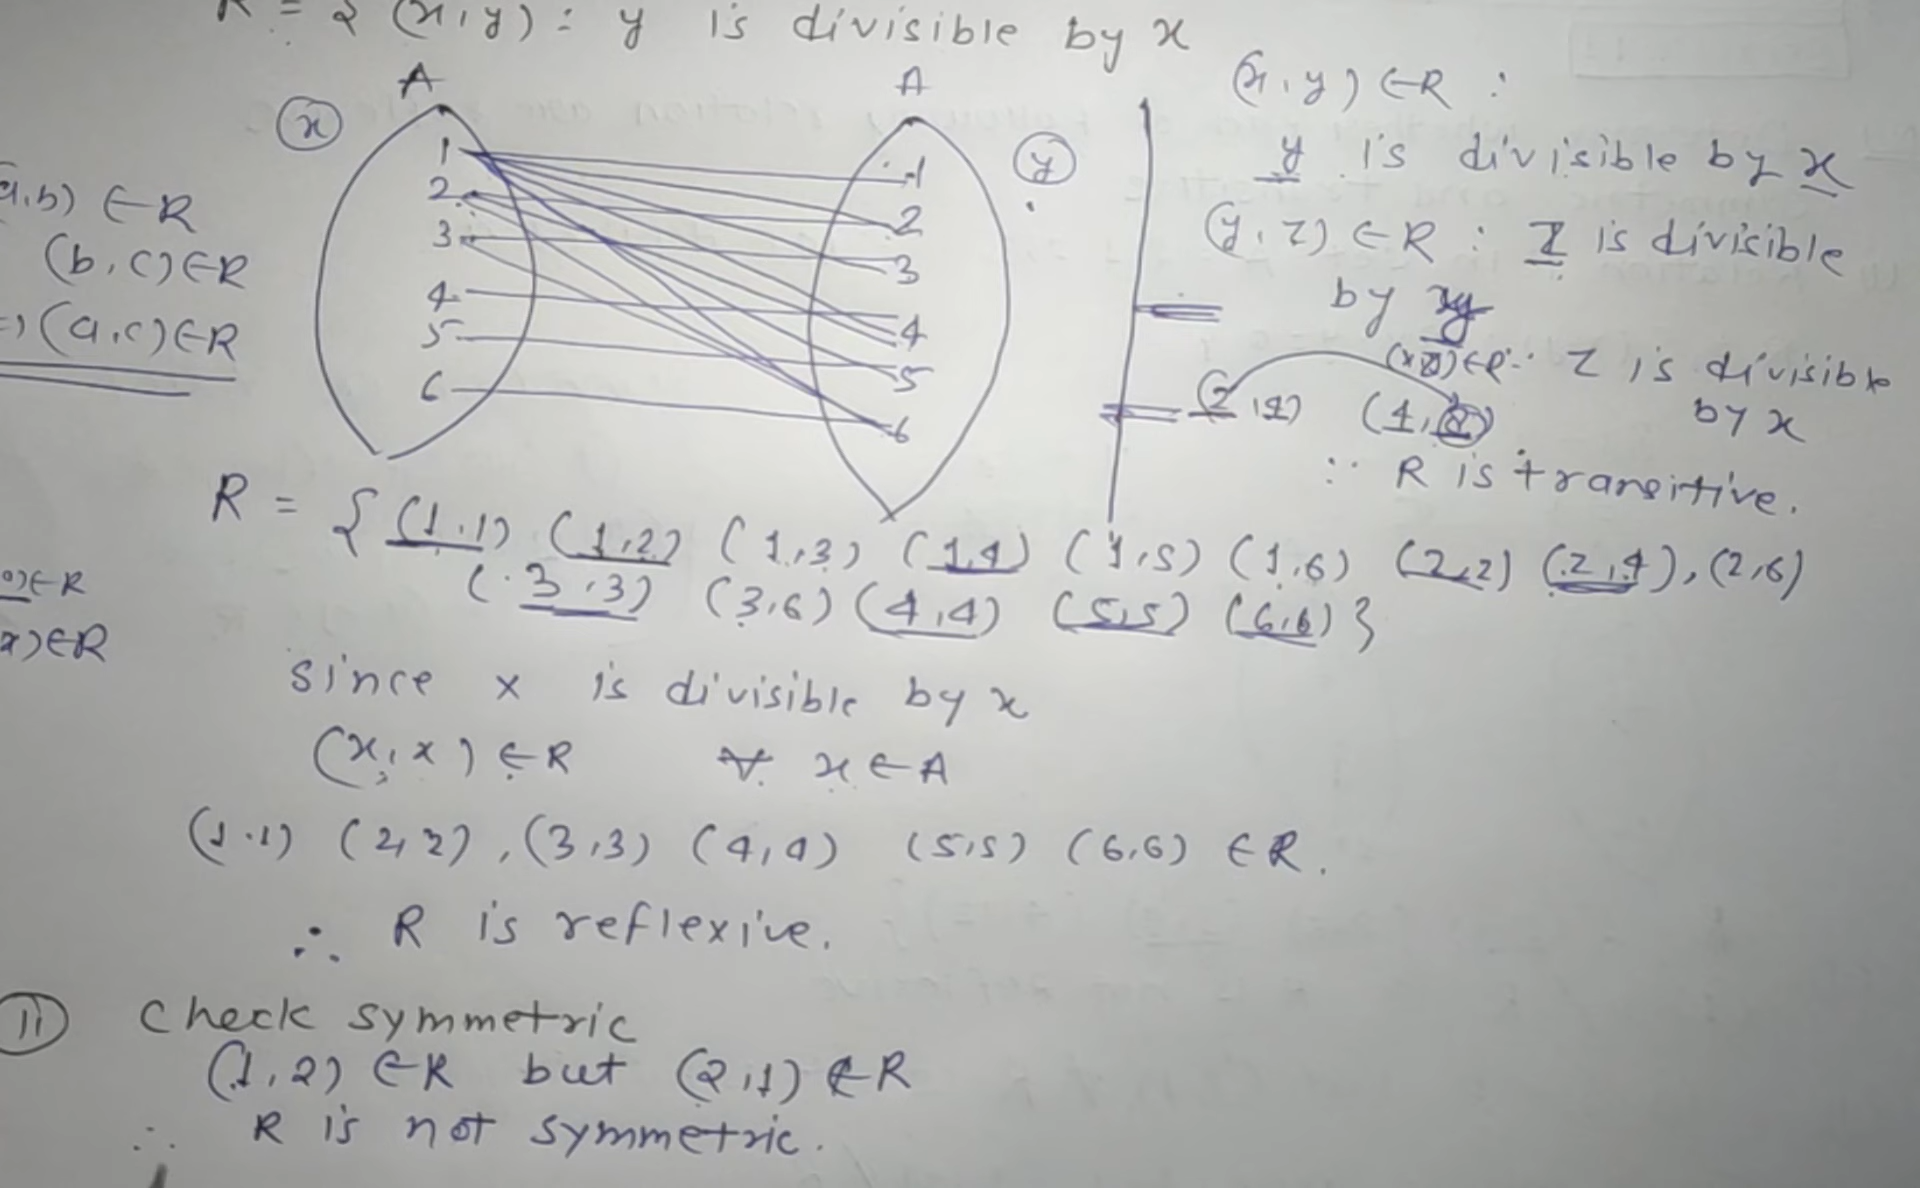 R = { (x,y) : y is divisible by x
A
A
(x)
(y)
1
2
3
4
5
6
1
2
3
4
5
6
a,b) ∈R
(b,c)∈R
=) (a,c)∈R
(x,y) ∈R :
y is divisible by x
(y,z) ∈R : z is divisible
by y
z is divisible
by x
∴ R is transitive.
R = { (1,1) (1,2) (1,3) (1,4) (1,5) (1,6) (2,2) (2,4), (2,6)
(3,3) (3,6) (4,4) (5,5) (6,6) }
)∈R
)∈R
since x is divisible by x
(x,x) ∈R ∀ x∈A
(1,1) (2,2), (3,3) (4,4) (5,5) (6,6) ∈R.
∴ R is reflexive.
(ii) Check symmetric
(1,2) ∈R but (2,1) ∉R
∴ R is not symmetric.